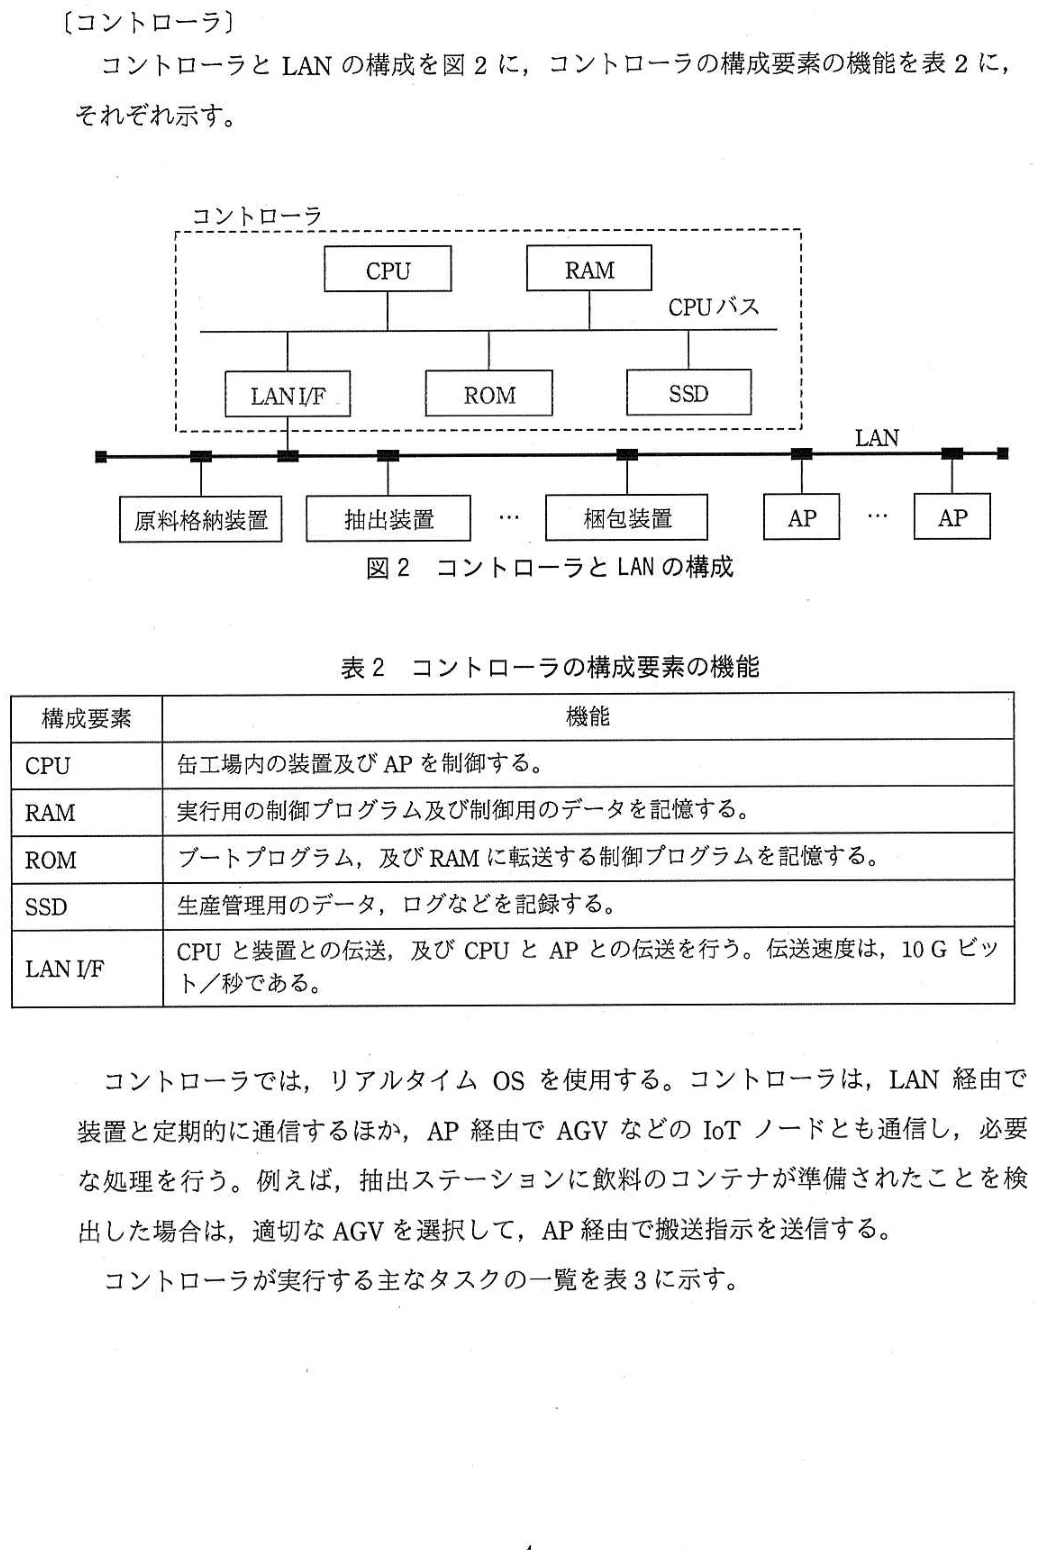 〔コントローラ〕
コントローラと LAN の構成を図 2 に，コントローラの構成要素の機能を表 2 に，
それぞれ示す。
コントローラ
CPU
RAM
CPU バス
LAN I/F
ROM
SSD
LAN
原料格納装置
抽出装置
…
梱包装置
AP
…
AP
図 2　コントローラと LAN の構成
表 2　コントローラの構成要素の機能
構成要素　機能
CPU　缶工場内の装置及び AP を制御する。
RAM　実行用の制御プログラム及び制御用のデータを記憶する。
ROM　ブートプログラム，及び RAM に転送する制御プログラムを記憶する。
SSD　生産管理用のデータ，ログなどを記録する。
LAN I/F　CPU と装置との伝送，及び CPU と AP との伝送を行う。伝送速度は，10 G ビッ
ト／秒である。
コントローラでは，リアルタイム OS を使用する。コントローラは，LAN 経由で
装置と定期的に通信するほか，AP 経由で AGV などの IoT ノードとも通信し，必要
な処理を行う。例えば，抽出ステーションに飲料のコンテナが準備されたことを検
出した場合は，適切な AGV を選択して，AP 経由で搬送指示を送信する。
コントローラが実行する主なタスクの一覧を表 3 に示す。